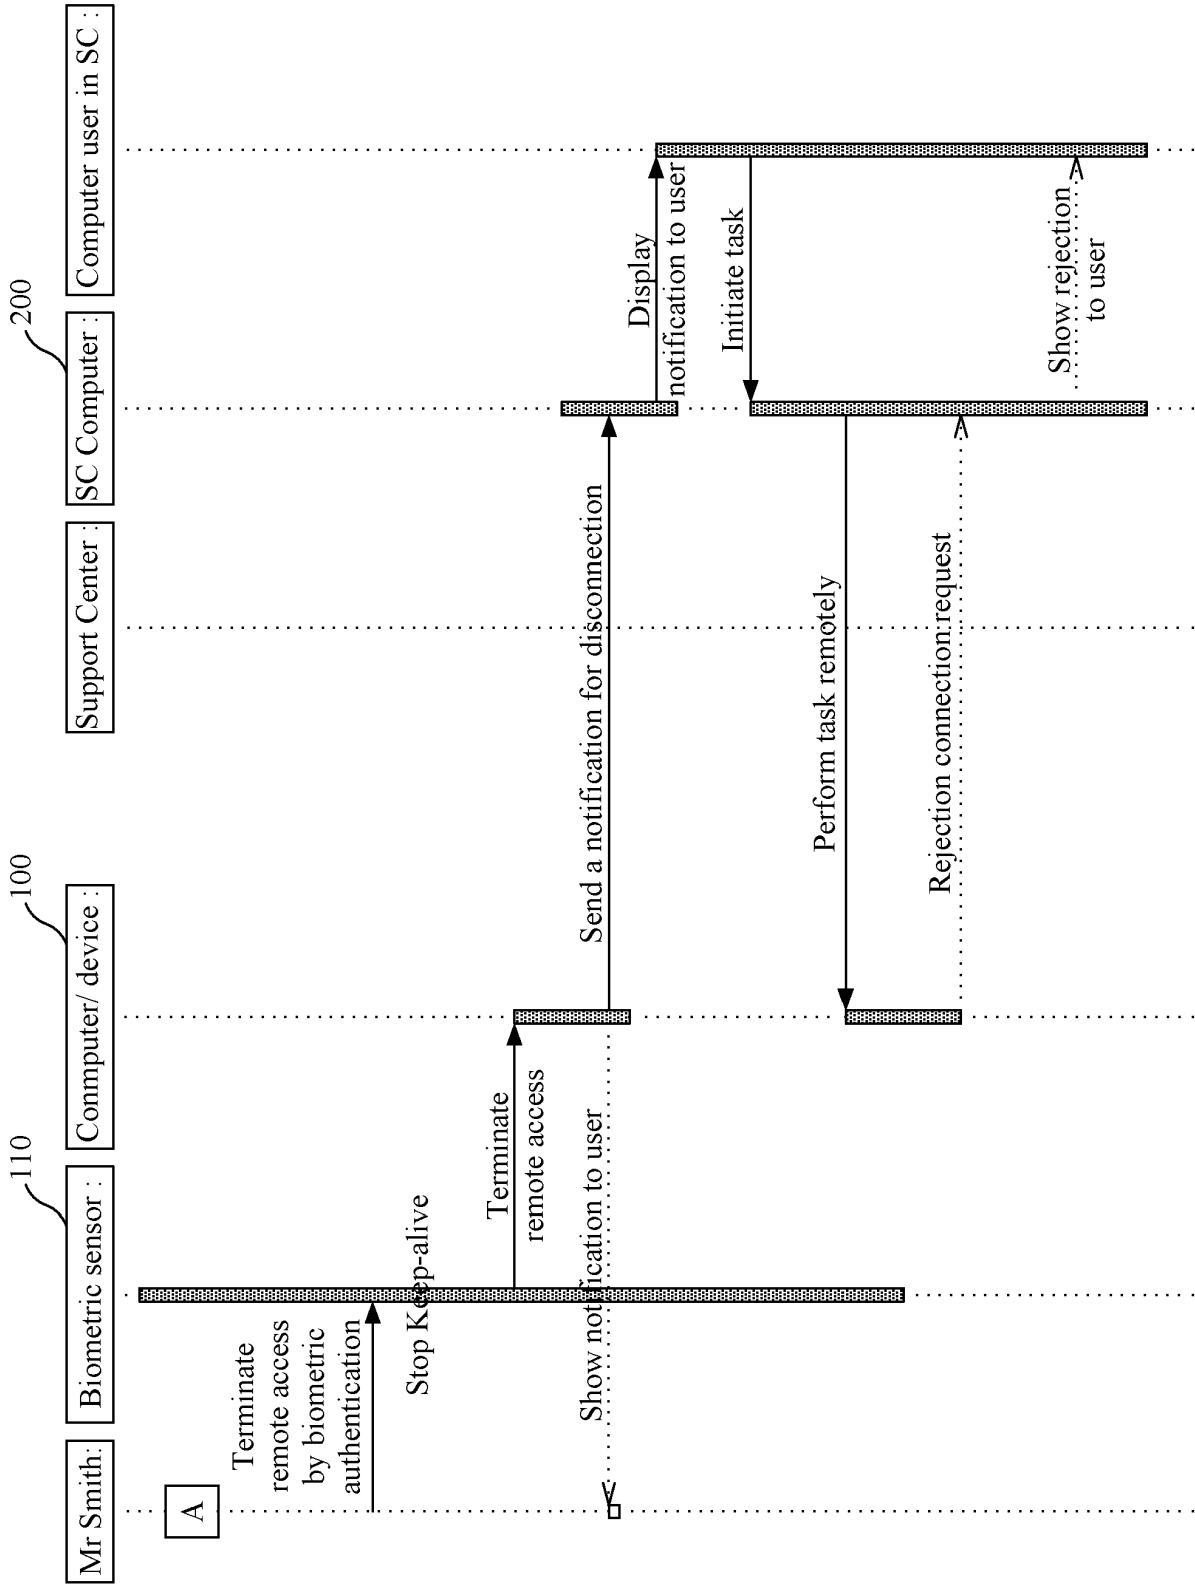 110
100
200
Mr Smith:
Biometric sensor :
Conmputer/ device :
Support Center :
SC Computer :
Computer user in SC :
A
Terminate
remote access
by biometric
authentication
Stop Keep-alive
Terminate
remote access
Show notification to user
Send a notification for disconnection
Display
notification to user
Initiate task
Perform task remotely
Rejection connection request
Show rejection
to user